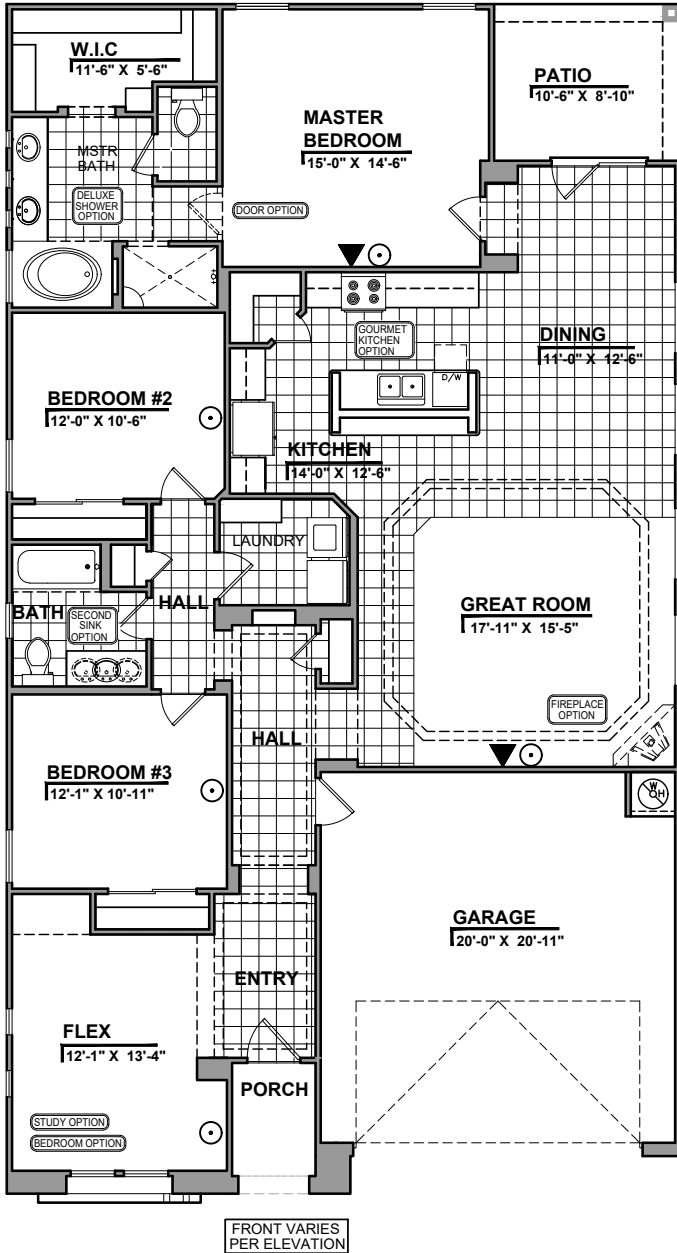 W.I.C
11'-6" X 5'-6"
MASTER
BEDROOM
15'-0" X 14'-6"
PATIO
10'-6" X 8'-10"
MSTR
BATH
DELUXE
SHOWER
OPTION
DOOR OPTION
GOURMET
KITCHEN
OPTION
DINING
11'-0" X 12'-6"
D/W
BEDROOM #2
12'-0" X 10'-6"
KITCHEN
14'-0" X 12'-6"
LAUNDRY
HALL
BATH
SECOND
SINK
OPTION
GREAT ROOM
17'-11" X 15'-5"
FIREPLACE
OPTION
HALL
BEDROOM #3
12'-1" X 10'-11"
W
H
GARAGE
20'-0" X 20'-11"
ENTRY
FLEX
12'-1" X 13'-4"
PORCH
STUDY OPTION
BEDROOM OPTION
FRONT VARIES
PER ELEVATION